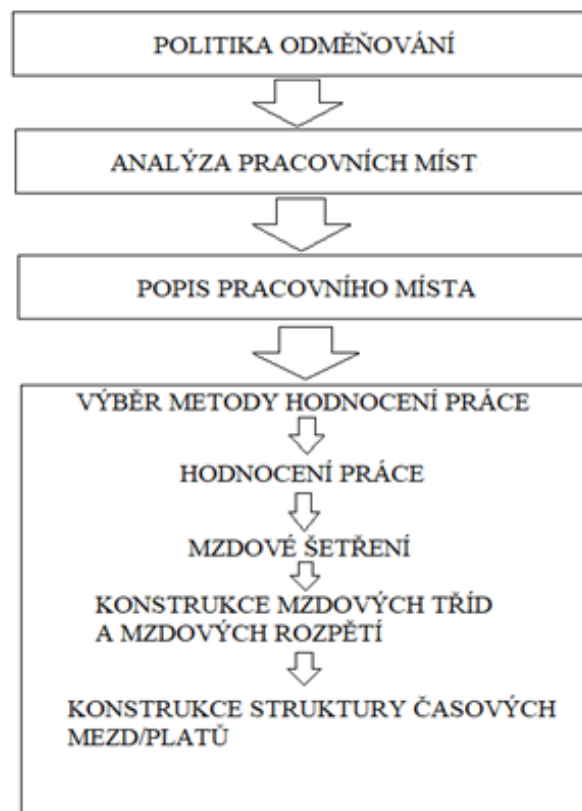 POLITIKA ODMĚŇOVÁNÍ
ANALÝZA PRACOVNÍCH MÍST
POPIS PRACOVNÍHO MÍSTA
VÝBĚR METODY HODNOCENÍ PRÁCE
HODNOCENÍ PRÁCE
MZDOVÉ ŠETŘENÍ
KONSTRUKCE MZDOVÝCH TŘÍD
A MZDOVÝCH ROZPĚTÍ
KONSTRUKCE STRUKTURY ČASOVÝCH
MEZD/PLATŮ